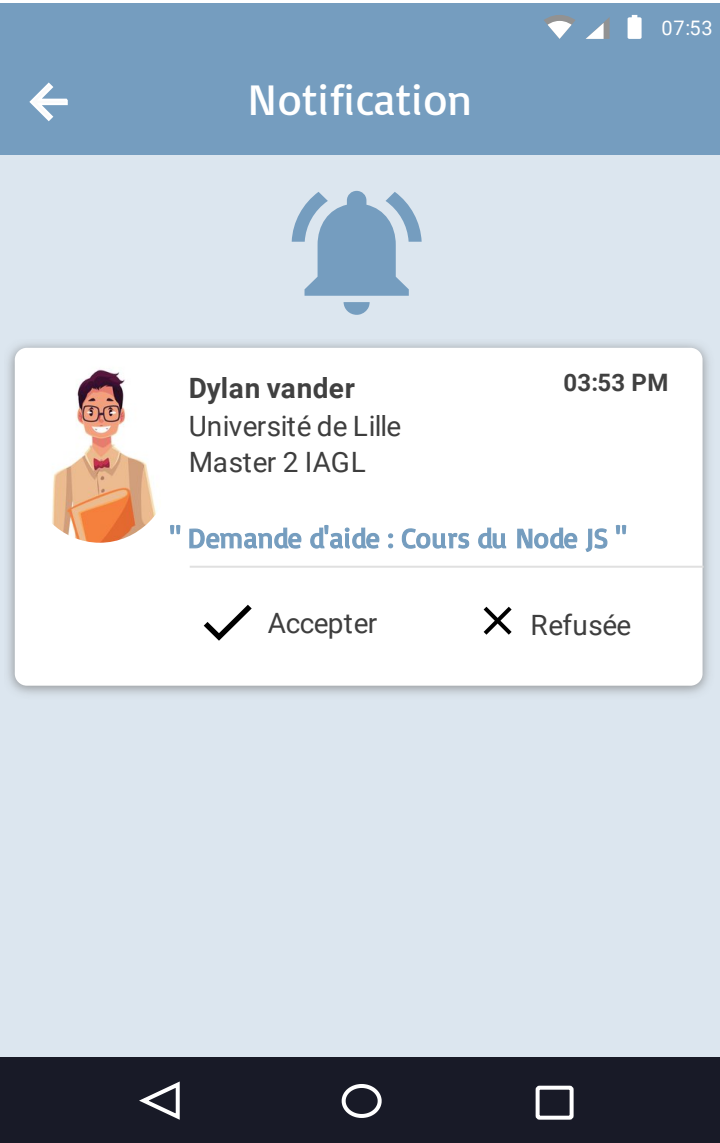 07:53
Notification
Dylan vander
03:53 PM
Université de Lille
Master 2 IAGL
" Demande d'aide : Cours du Node JS "
Accepter
Refusée